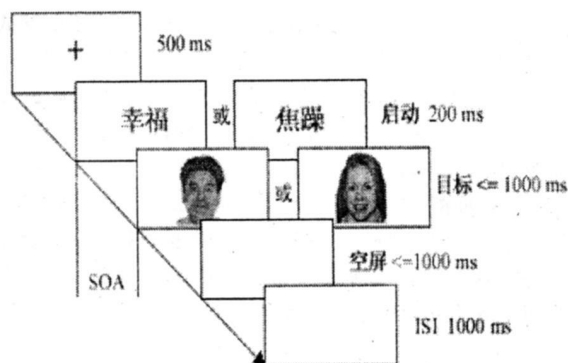 +
500 ms
幸福 或 焦躁
启动 200 ms
或
目标 <= 1000 ms
空屏 <=1000 ms
SOA
ISI 1000 ms